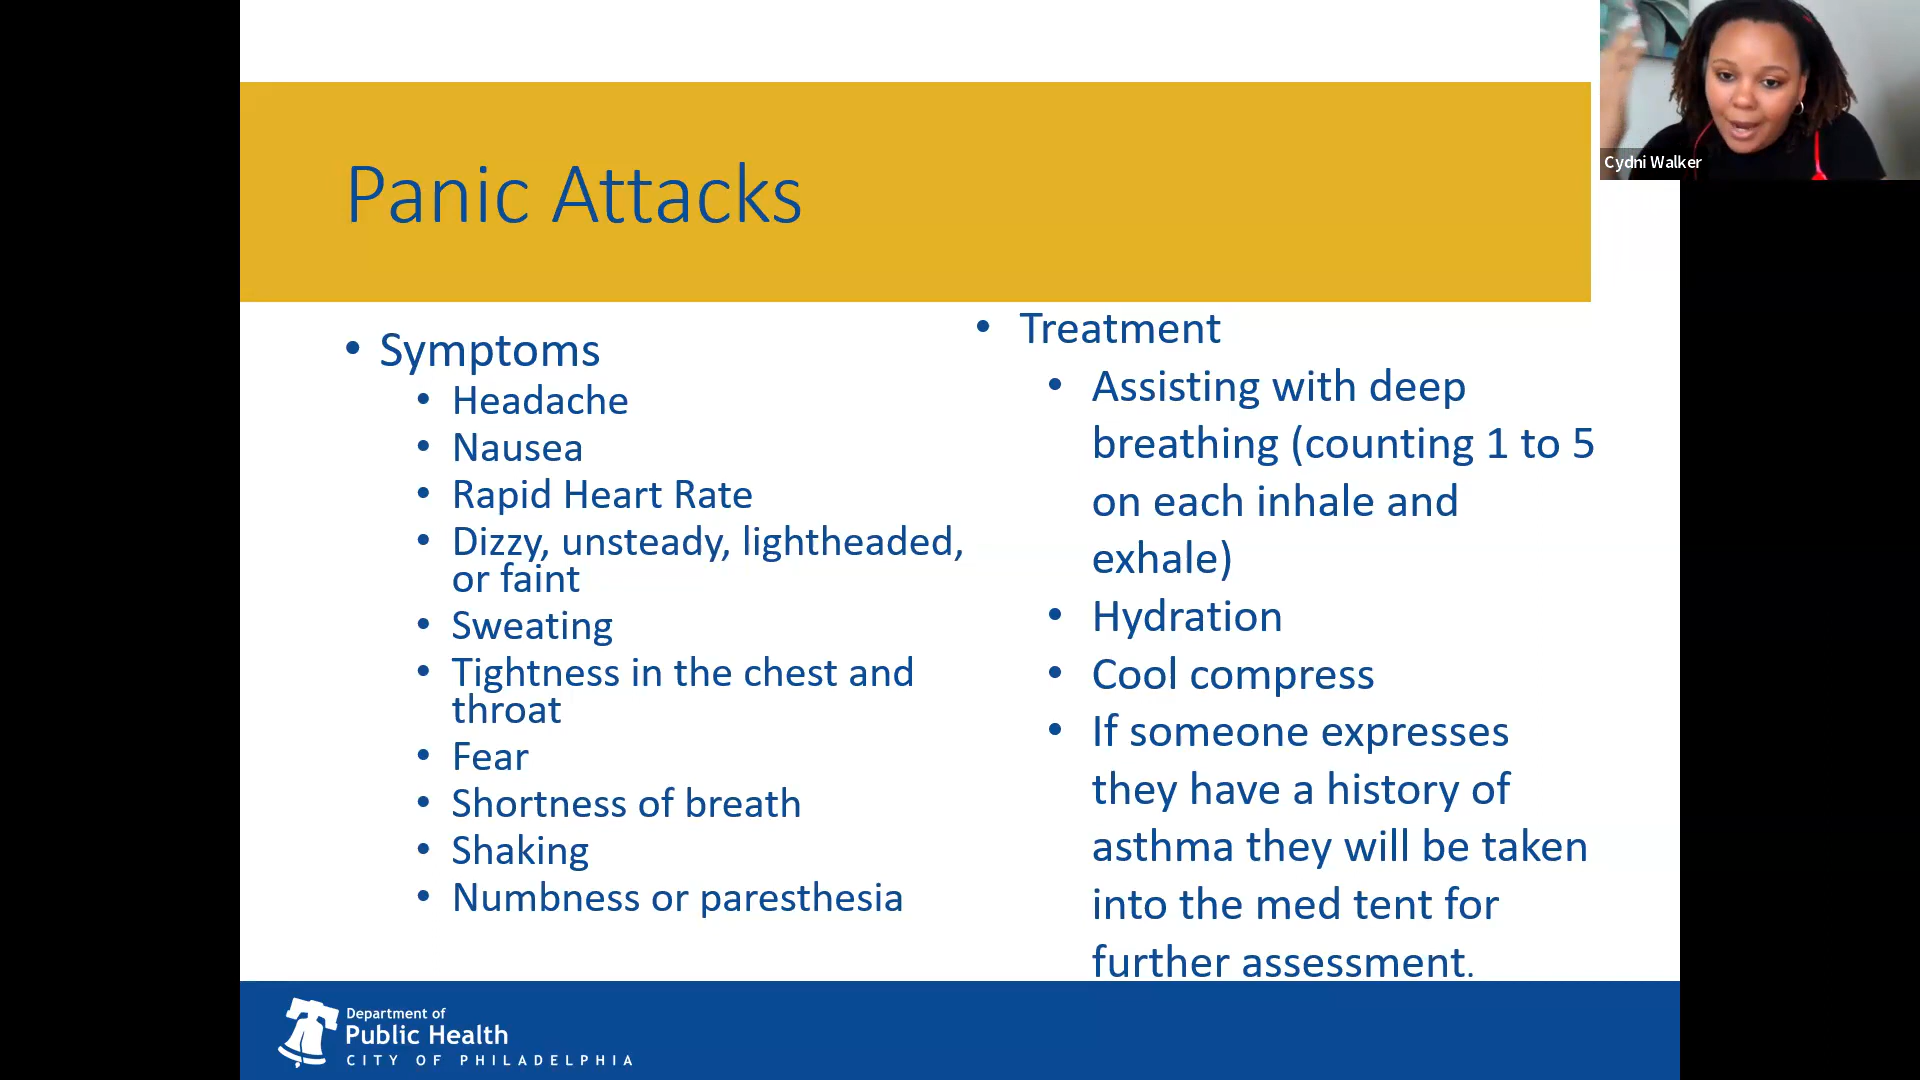 Panic Attacks
• Symptoms
• Headache
• Nausea
• Rapid Heart Rate
• Dizzy, unsteady, lightheaded,
or faint
• Sweating
• Tightness in the chest and
throat
• Fear
• Shortness of breath
• Shaking
• Numbness or paresthesia
• Treatment
• Assisting with deep
breathing (counting 1 to 5
on each inhale and
exhale)
• Hydration
• Cool compress
• If someone expresses
they have a history of
asthma they will be taken
into the med tent for
further assessment.
Cydni Walker
Department of
Public Health
CITY OF PHILADELPHIA